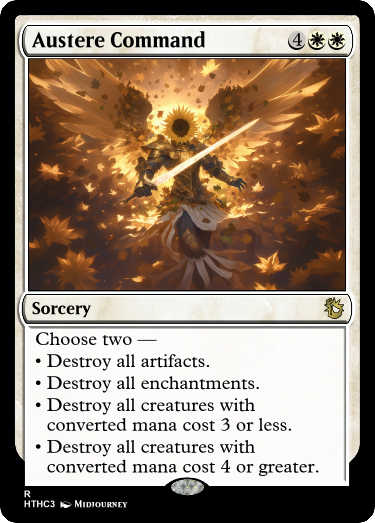 Austere Command 4
Sorcery
Choose two —
• Destroy all artifacts.
• Destroy all enchantments.
• Destroy all creatures with
converted mana cost 3 or less.
• Destroy all creatures with
converted mana cost 4 or greater.
R
HTHC3 Midjourney